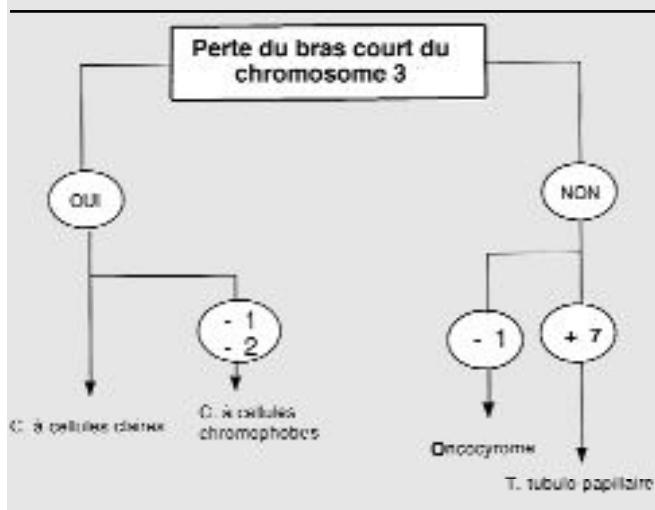 Perte du bras court du
chromosome 3
OUI
NON
- 1
- 2
- 1
+ 7
C. à cellules claires
C. à cellules
chromophobes
Oncocyrome
T. tubulo papillaire